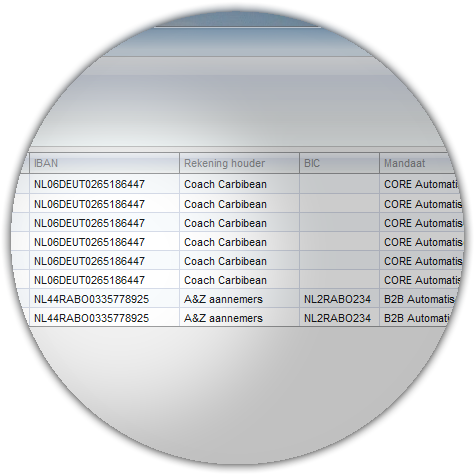 IBAN Rekening houder BIC Mandaat
NL06DEUT0265186447 Coach Carbibean CORE Automatis
NL06DEUT0265186447 Coach Carbibean CORE Automatis
NL06DEUT0265186447 Coach Carbibean CORE Automatis
NL06DEUT0265186447 Coach Carbibean CORE Automatis
NL06DEUT0265186447 Coach Carbibean CORE Automatis
NL06DEUT0265186447 Coach Carbibean CORE Automatis
NL44RABO0335778925 A&Z aannemers NL2RABO234 B2B Automatis
NL44RABO0335778925 A&Z aannemers NL2RABO234 B2B Automati